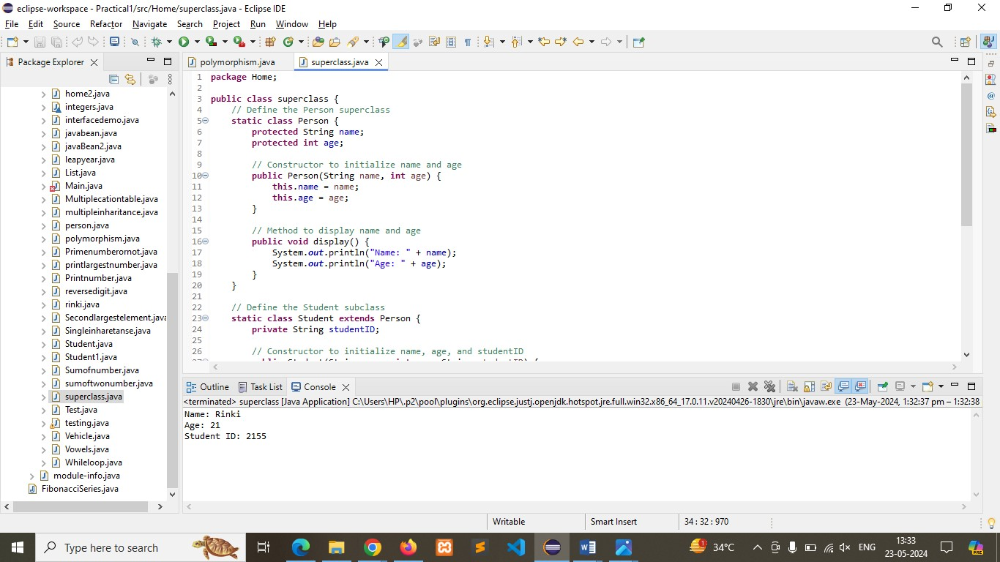 eclipse-workspace - Practical1/src/Home/superclass.java - Eclipse IDE
File Edit Source Refactor Navigate Search Project Run Window Help
Package Explorer
home2.java
integers.java
interfacedemo.java
javabean.java
javaBean2.java
leapyear.java
List.java
Main.java
Multiplecationtable.java
multipleinharitance.java
person.java
polymorphism.java
Primenumberornot.java
printlargestnumber.java
Printnumber.java
reversedigit.java
rinki.java
Secondlargestelement.java
Singleinharetanse.java
Student.java
Student1.java
Sumofnumber.java
sumoftwonumber.java
superclass.java
Test.java
testing.java
Vehicle.java
Vowels.java
Whileloop.java
module-info.java
FibonacciSeries.java
polymorphism.java superclass.java
1 package Home;
2
3 public class superclass {
4 // Define the Person superclass
5 static class Person {
6 protected String name;
7 protected int age;
8
9 // Constructor to initialize name and age
10 public Person(String name, int age) {
11 this.name = name;
12 this.age = age;
13 }
14
15 // Method to display name and age
16 public void display() {
17 System.out.println("Name: " + name);
18 System.out.println("Age: " + age);
19 }
20 }
21
22 // Define the Student subclass
23 static class Student extends Person {
24 private String studentID;
25
26 // Constructor to initialize name, age, and studentID
Outline Task List Console
<terminated> superclass [Java Application] C:\Users\HP\.p2\pool\plugins\org.eclipse.justj.openjdk.hotspot.jre.full.win32.x86_64_17.0.11.v20240426-1830\jre\bin\javaw.exe (23-May-2024, 1:32:37 pm – 1:32:38
Name: Rinki
Age: 21
Student ID: 2155
Writable Smart Insert 34 : 32 : 970
Type here to search
1
34°C
ENG
13:33
23-05-2024
PRE